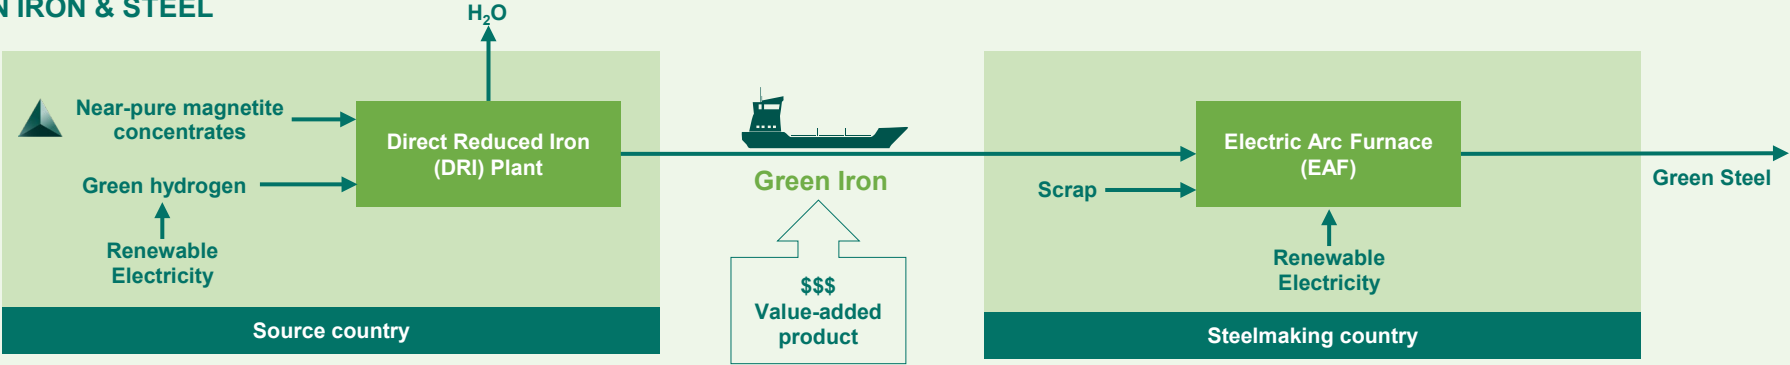 N IRON & STEEL
H₂O
Near-pure magnetite
concentrates
Green hydrogen
Renewable
Electricity
Direct Reduced Iron
(DRI) Plant
Source country
Green Iron
$$$
Value-added
product
Scrap
Electric Arc Furnace
(EAF)
Renewable
Electricity
Green Steel
Steelmaking country